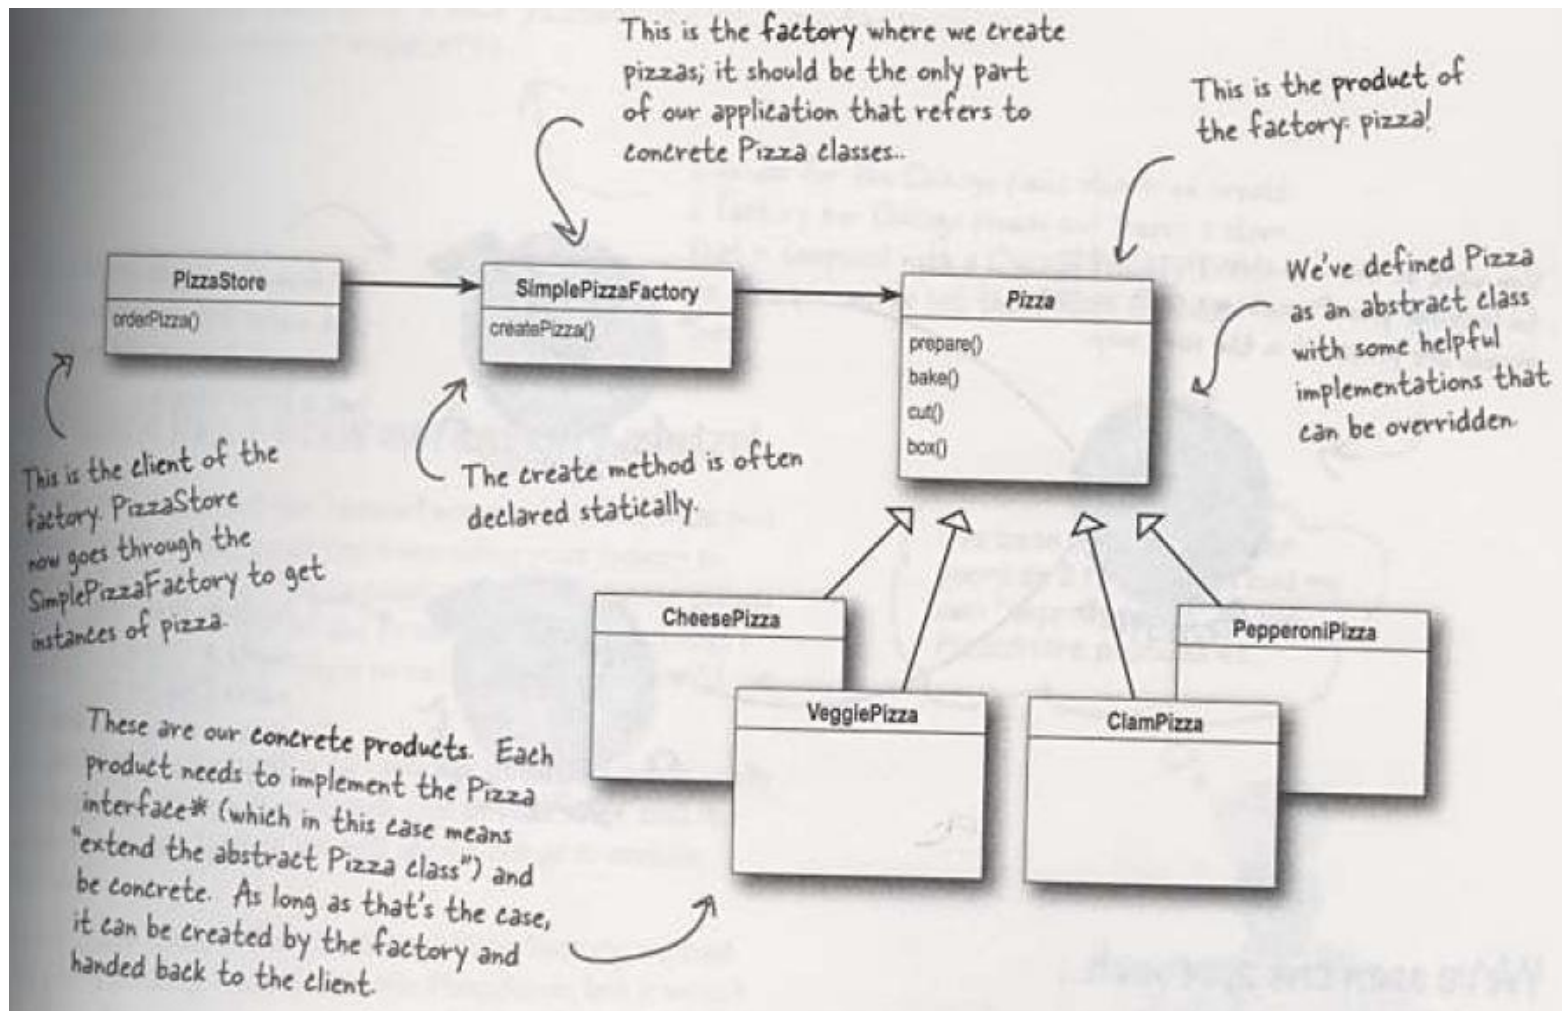 This is the factory where we create
pizzas; it should be the only part
of our application that refers to
concrete Pizza classes..
This is the product of
the factory: pizza!
PizzaStore
orderPizza()
SimplePizzaFactory
createPizza()
Pizza
prepare()
bake()
cut()
box()
We've defined Pizza
as an abstract class
with some helpful
implementations that
can be overridden.
This is the client of the
factory. PizzaStore
now goes through the
SimplePizzaFactory to get
instances of pizza.
The create method is often
declared statically.
CheesePizza
VeggiePizza
ClamPizza
PepperoniPizza
These are our concrete products. Each
product needs to implement the Pizza
interface* (which in this case means
"extend the abstract Pizza class") and
be concrete. As long as that's the case,
it can be created by the factory and
handed back to the client.